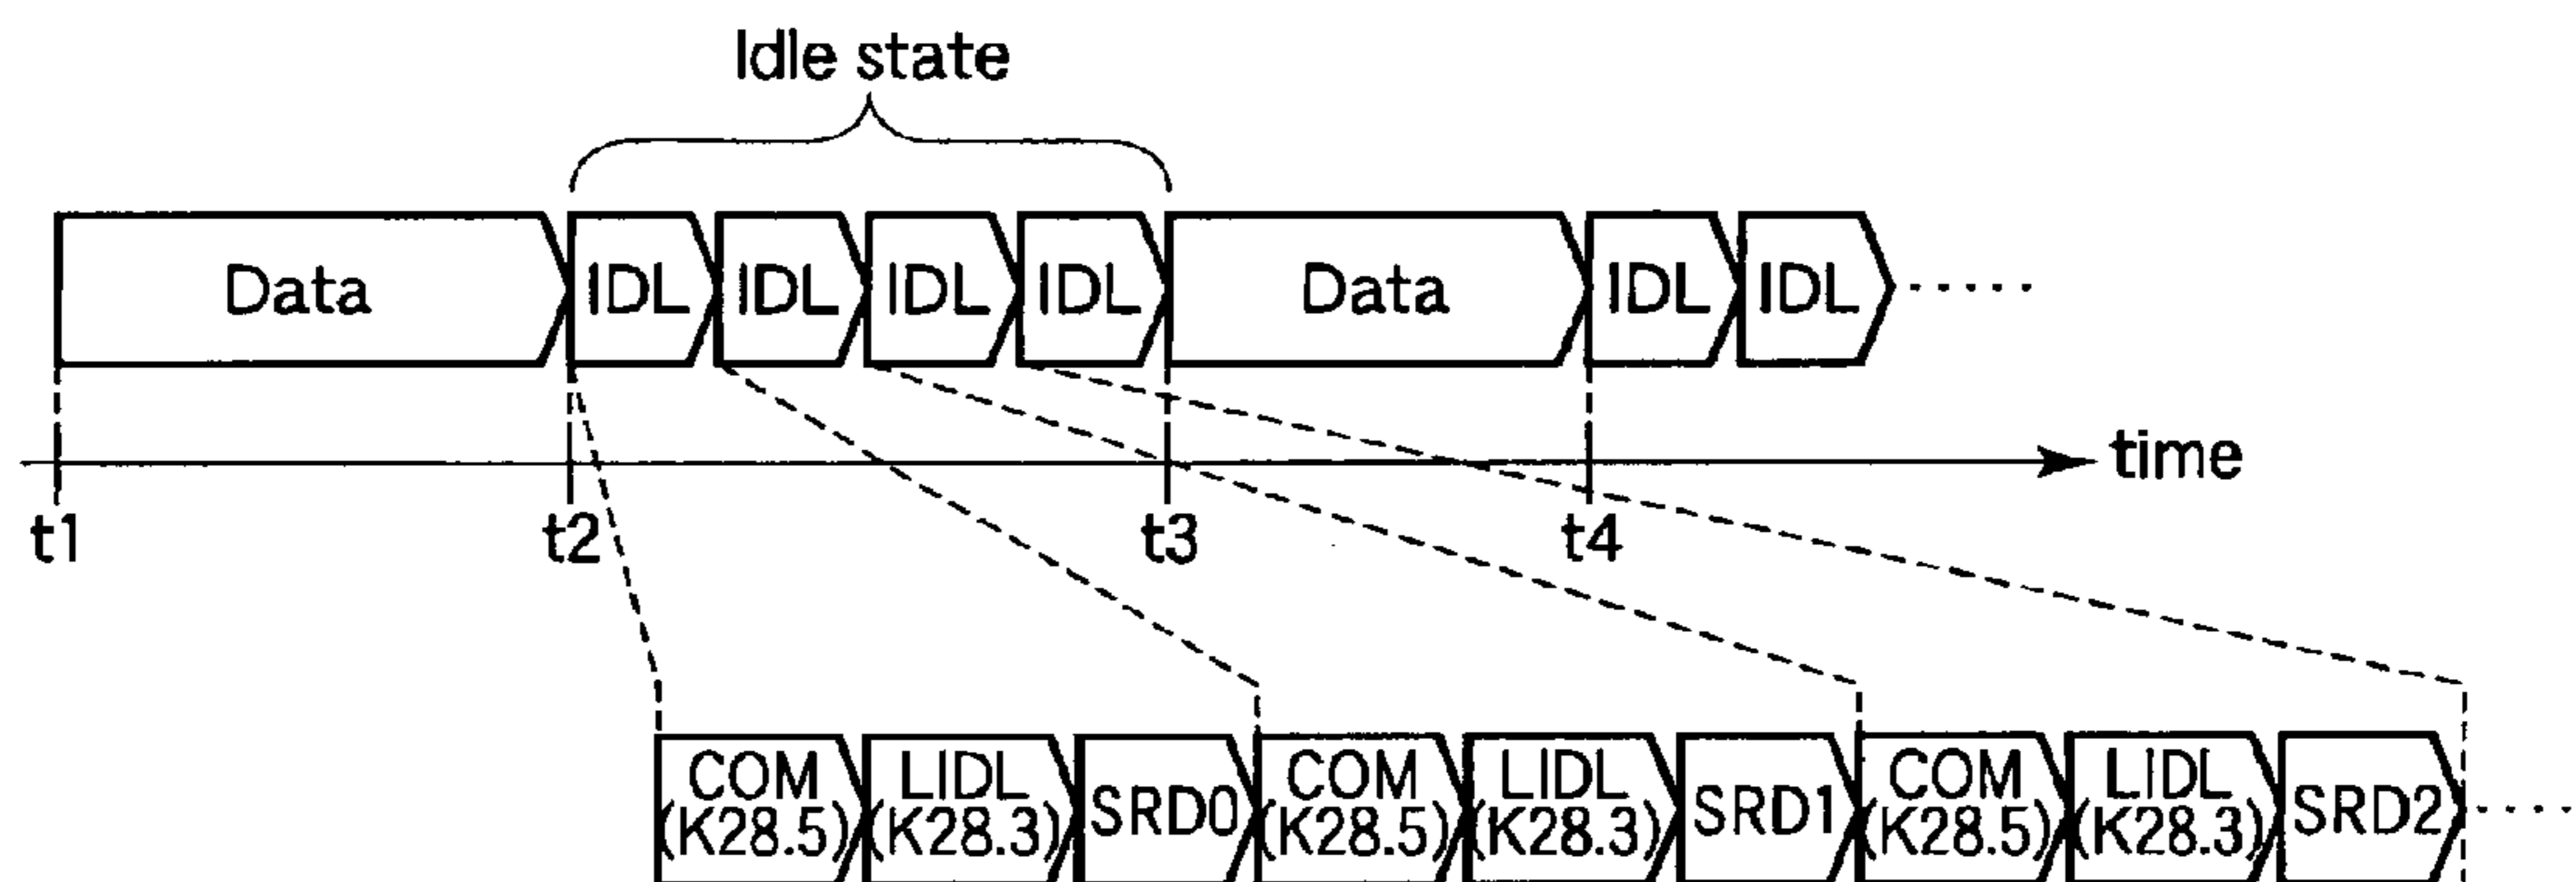 Idle state
Data IDL IDL IDL IDL Data IDL IDL ·····
time
t1 t2 t3 t4
COM LIDL SRD0 COM LIDL SRD1 COM LIDL SRD2 ····
(K28.5) (K28.3) (K28.5) (K28.3) (K28.5) (K28.3)